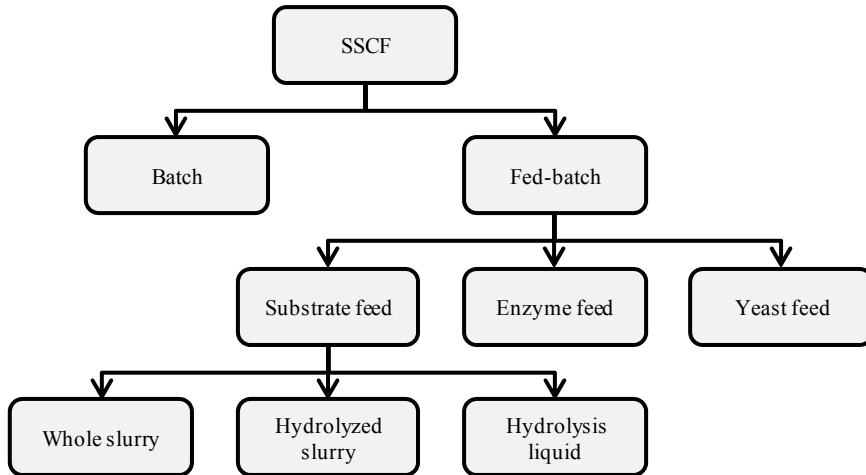 SSCF
Batch
Fed-batch
Substrate feed
Enzyme feed
Yeast feed
Whole slurry
Hydrolyzed
slurry
Hydrolysis
liquid